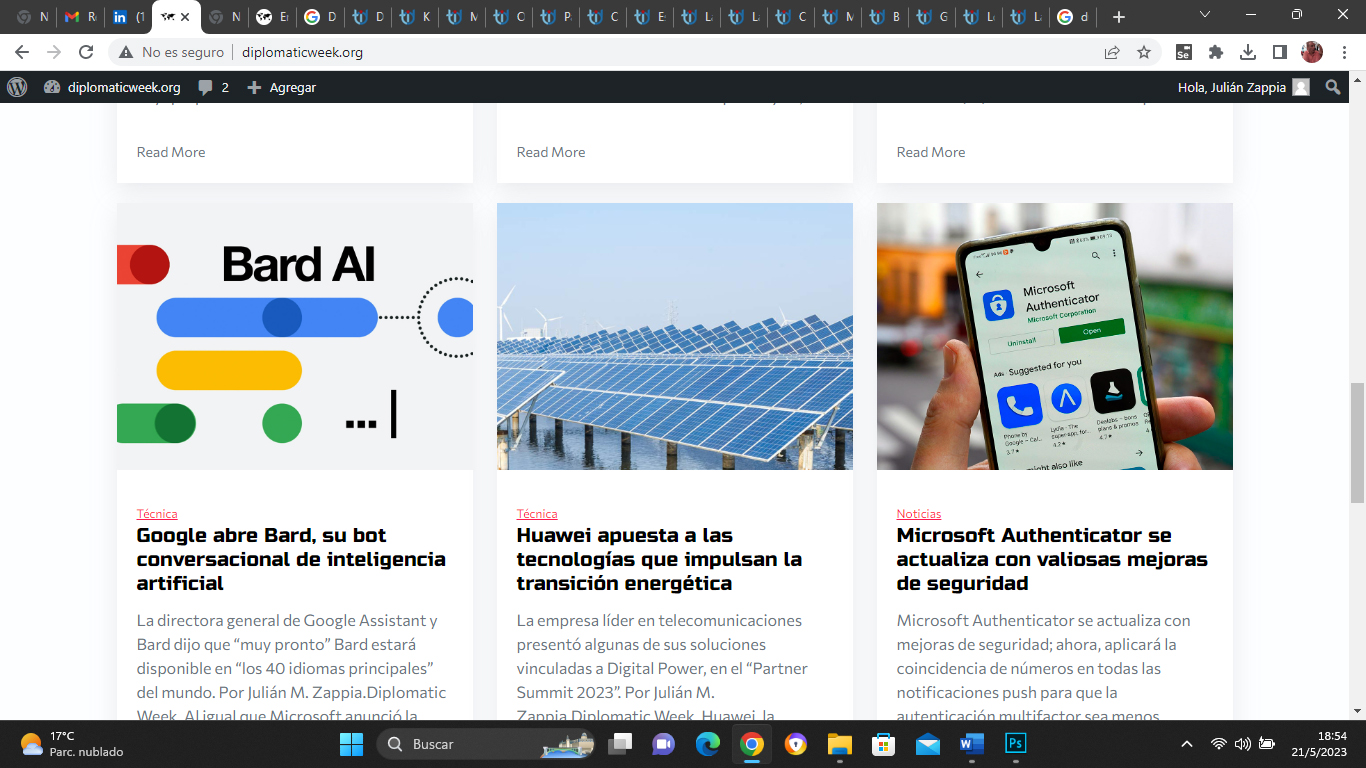 N
R
(1
N
Er
D
D
K
M
C
P
C
E
L
L
C
M
B
G
L
L
d
No es seguro
diplomaticweek.org
Se
diplomaticweek.org
2
Agregar
Hola, Julián Zappia
Read More
Read More
Read More
Bard AI
...
Microsoft
Authenticator
Microsoft Corporation
Uninstall
Open
Ads · Suggested for you
might also like
Técnica
Google abre Bard, su bot
conversacional de inteligencia
artificial
La directora general de Google Assistant y
Bard dijo que “muy pronto” Bard estará
disponible en “los 40 idiomas principales”
del mundo. Por Julián M. Zappia.Diplomatic
Week. Al igual que Microsoft anunció la
Técnica
Huawei apuesta a las
tecnologías que impulsan la
transición energética
La empresa líder en telecomunicaciones
presentó algunas de sus soluciones
vinculadas a Digital Power, en el “Partner
Summit 2023”. Por Julián M.
Zappia.Diplomatic Week. Huawei, la
Noticias
Microsoft Authenticator se
actualiza con valiosas mejoras
de seguridad
Microsoft Authenticator se actualiza con
mejoras de seguridad; ahora, aplicará la
coincidencia de números en todas las
notificaciones push para que la
autenticación multifactor sea menos
17°C
Parc. nublado
Buscar
W
Ps
18:54
21/5/2023